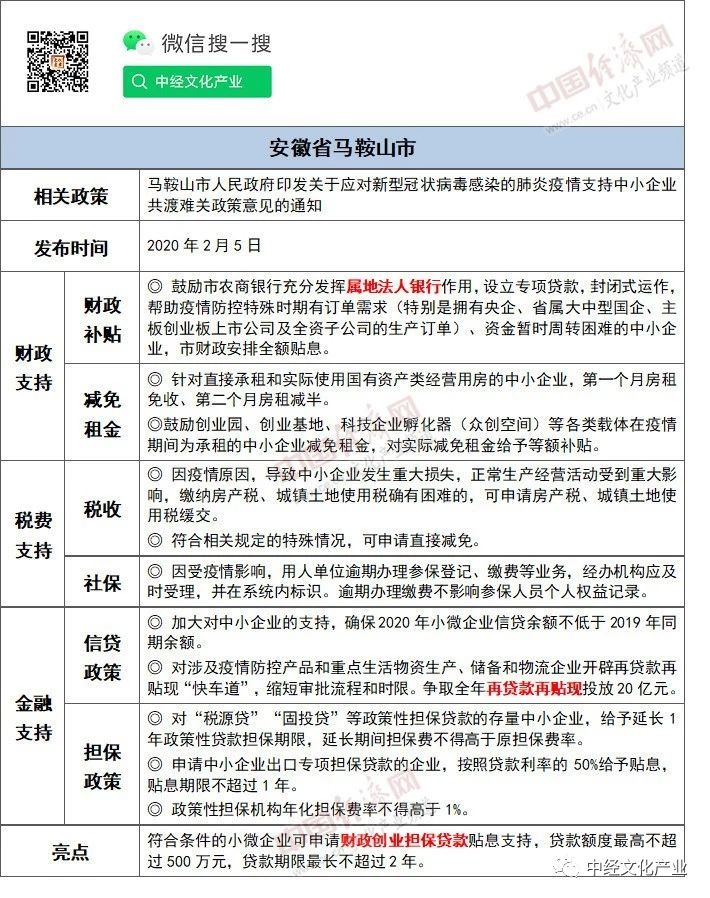 微信搜一搜
中经文化产业
中国经济网
www.ce.cn 文化产业频道
安徽省马鞍山市
相关政策
马鞍山市人民政府印发关于应对新型冠状病毒感染的肺炎疫情支持中小企业
共渡难关政策意见的通知
发布时间
2020 年 2 月 5 日
财政
支持
财政
补贴
◎ 鼓励市农商银行充分发挥属地法人银行作用，设立专项贷款，封闭式运作，
帮助疫情防控特殊时期有订单需求（特别是拥有央企、省属大中型国企、主
板创业板上市公司及全资子公司的生产订单）、资金暂时周转困难的中小企
业，市财政安排全额贴息。
减免
租金
◎ 针对直接承租和实际使用国有资产类经营用房的中小企业，第一个月房租
免收、第二个月房租减半。
◎鼓励创业园、创业基地、科技企业孵化器（众创空间）等各类载体在疫情
期间为承租的中小企业减免租金，对实际减免租金给予等额补贴。
税费
支持
税收
◎ 因疫情原因，导致中小企业发生重大损失，正常生产经营活动受到重大影
响，缴纳房产税、城镇土地使用税确有困难的，可申请房产税、城镇土地使
用税缓交。
◎ 符合相关规定的特殊情况，可申请直接减免。
社保
◎ 因受疫情影响，用人单位逾期办理参保登记、缴费等业务，经办机构应及
时受理，并在系统内标识。逾期办理缴费不影响参保人员个人权益记录。
金融
支持
信贷
政策
◎ 加大对中小企业的支持，确保 2020 年小微企业信贷余额不低于 2019 年同
期余额。
◎ 对涉及疫情防控产品和重点生活物资生产、储备和物流企业开辟再贷款再
贴现“快车道”，缩短审批流程和时限。争取全年再贷款再贴现投放 20 亿元。
担保
政策
◎ 对“税源贷”“固投贷”等政策性担保贷款的存量中小企业，给予延长 1
年政策性贷款担保期限，延长期间担保费不得高于原担保费率。
◎ 申请中小企业出口专项担保贷款的企业，按照贷款利率的 50%给予贴息，
贴息期限不超过 1 年。
◎ 政策性担保机构年化担保费率不得高于 1%。
亮点
符合条件的小微企业可申请财政创业担保贷款贴息支持，贷款额度最高不超
过 500 万元，贷款期限最长不超过 2 年。
中经文化产业